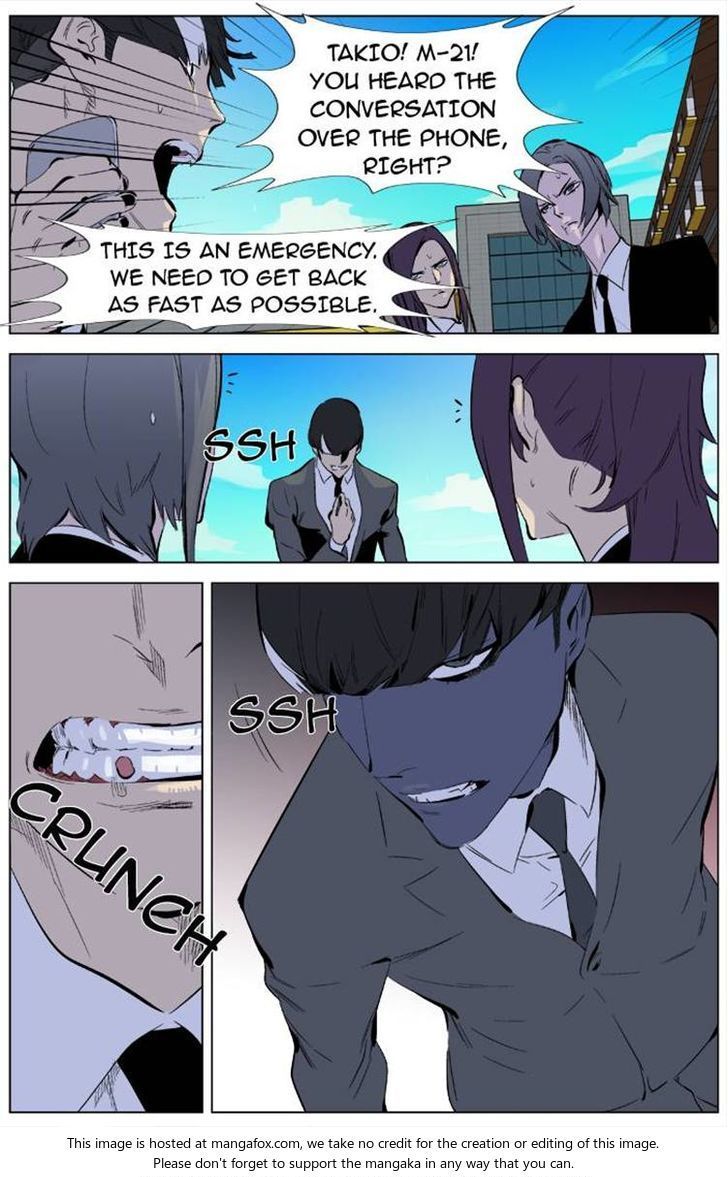 TAKIO! M-21!
YOU HEARD THE
CONVERSATION
OVER THE PHONE,
RIGHT?
THIS IS AN EMERGENCY.
WE NEED TO GET BACK
AS FAST AS POSSIBLE.
SSH
CRUNCH
SSH
This image is hosted at mangafox.com, we take no credit for the creation or editing of this image.
Please don't forget to support the mangaka in any way that you can.